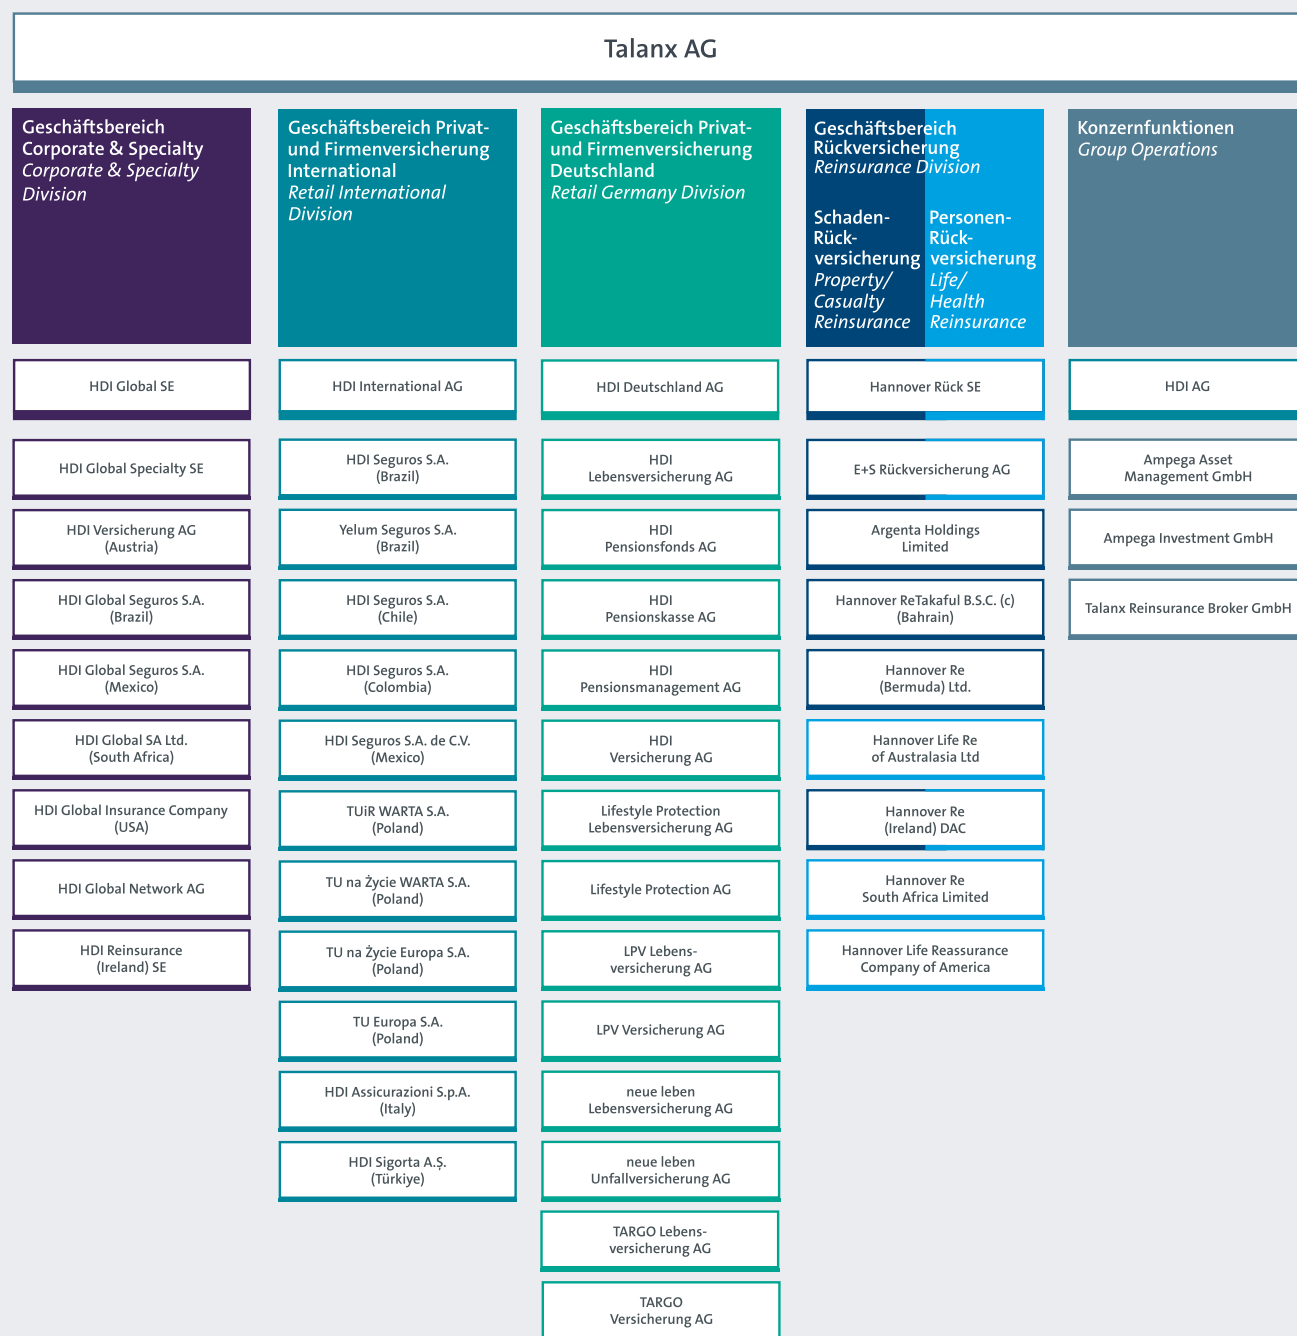 Talanx AG
Geschäftsbereich
Corporate & Specialty
Corporate & Specialty
Division
HDI Global SE
HDI Global Specialty SE
HDI Versicherung AG
(Austria)
HDI Global Seguros S.A.
(Brazil)
HDI Global Seguros S.A.
(Mexico)
HDI Global SA Ltd.
(South Africa)
HDI Global Insurance Company
(USA)
HDI Global Network AG
HDI Reinsurance
(Ireland) SE
Geschäftsbereich Privat-
und Firmenversicherung
International
Retail International
Division
HDI International AG
HDI Seguros S.A.
(Brazil)
Yelum Seguros S.A.
(Brazil)
HDI Seguros S.A.
(Chile)
HDI Seguros S.A.
(Colombia)
HDI Seguros S.A. de C.V.
(Mexico)
TUiR WARTA S.A.
(Poland)
TU na Życie WARTA S.A.
(Poland)
TU na Życie Europa S.A.
(Poland)
TU Europa S.A.
(Poland)
HDI Assicurazioni S.p.A.
(Italy)
HDI Sigorta A.Ş.
(Türkiye)
Geschäftsbereich Privat-
und Firmenversicherung
Deutschland
Retail Germany Division
HDI Deutschland AG
HDI
Lebensversicherung AG
HDI
Pensionsfonds AG
HDI
Pensionskasse AG
HDI
Pensionsmanagement AG
HDI
Versicherung AG
Lifestyle Protection
Lebensversicherung AG
Lifestyle Protection AG
LPV Lebens-
versicherung AG
LPV Versicherung AG
neue leben
Lebensversicherung AG
neue leben
Unfallversicherung AG
TARGO Lebens-
versicherung AG
TARGO
Versicherung AG
Geschäftsbereich
Rückversicherung
Reinsurance Division
Schaden-
Rück-
versicherung
Property/
Casualty
Reinsurance
Personen-
Rück-
versicherung
Life/
Health
Reinsurance
Hannover Rück SE
E+S Rückversicherung AG
Argenta Holdings
Limited
Hannover ReTakaful B.S.C. (c)
(Bahrain)
Hannover Re
(Bermuda) Ltd.
Hannover Life Re
of Australasia Ltd
Hannover Re
(Ireland) DAC
Hannover Re
South Africa Limited
Hannover Life Reassurance
Company of America
Konzernfunktionen
Group Operations
HDI AG
Ampega Asset
Management GmbH
Ampega Investment GmbH
Talanx Reinsurance Broker GmbH